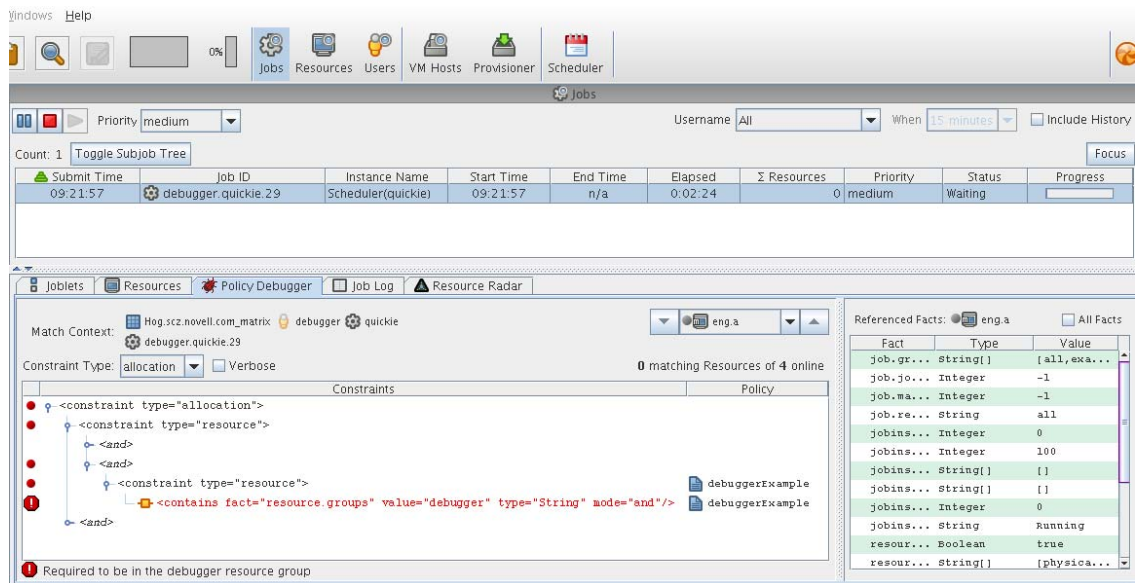 Windows Help
0%
Jobs Resources Users VM Hosts Provisioner Scheduler
Jobs
Priority medium Username All When 15 minutes Include History
Count: 1 Toggle Subjob Tree Focus
Submit Time Job ID Instance Name Start Time End Time Elapsed Σ Resources Priority Status Progress
09:21:57 debugger.quickie.29 Scheduler(quickie) 09:21:57 n/a 0:02:24 0 medium Waiting
Joblets Resources Policy Debugger Job Log Resource Radar
Match Context: Hog.scz.novell.com_matrix debugger quickie eng.a
debugger.quickie.29
Constraint Type: allocation Verbose 0 matching Resources of 4 online
Constraints Policy
<constraint type="allocation">
<constraint type="resource">
<and>
<and>
<constraint type="resource"> debuggerExample
<contains fact="resource.groups" value="debugger" type="String" mode="and"/> debuggerExample
<and>
Required to be in the debugger resource group
Referenced Facts: eng.a All Facts
Fact Type Value
job.gr... String[] [all,exa...
job.jo... Integer -1
job.ma... Integer -1
job.re... String all
jobins... Integer 0
jobins... Integer 100
jobins... String[] []
jobins... String[] []
jobins... Integer 0
jobins... String Running
resour... Boolean true
resour... String[] [physica...